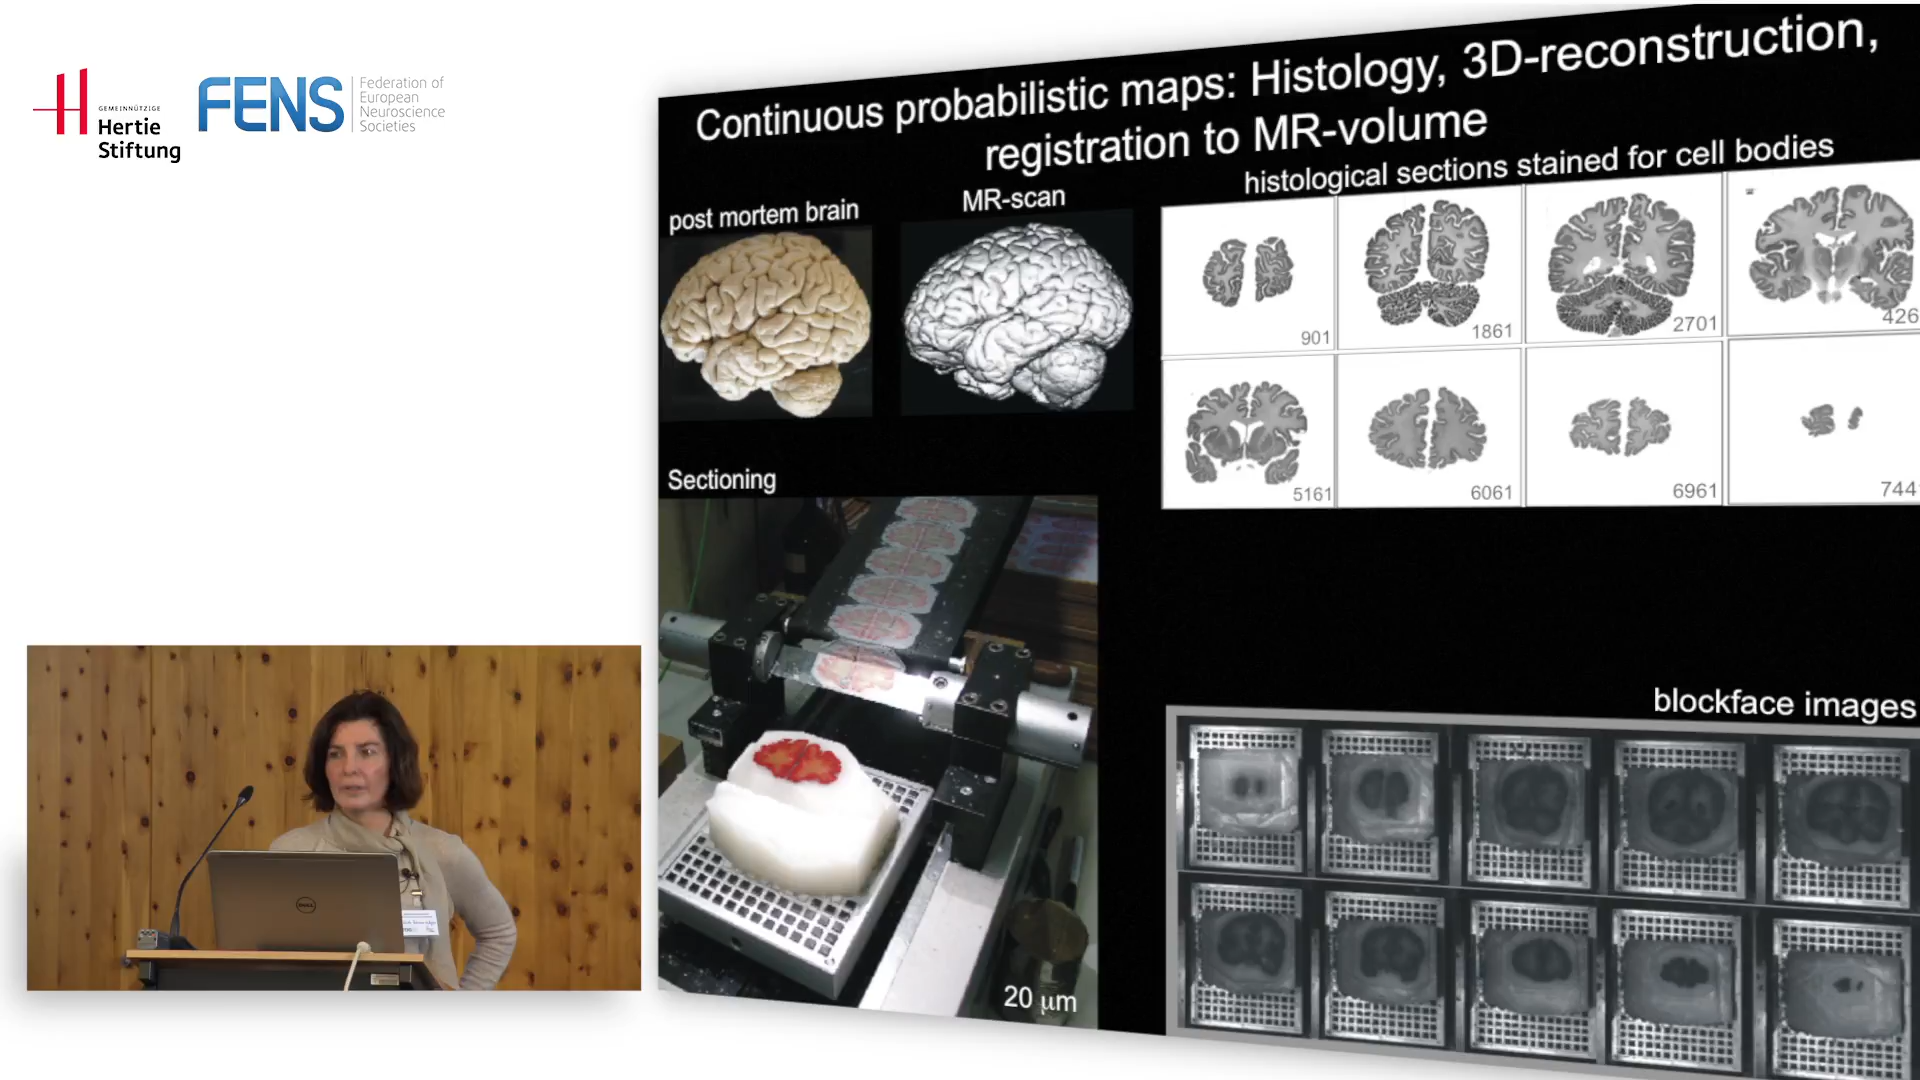 GEMEINNÜTZIGE
Hertie
Stiftung
FENS
Federation of
European
Neuroscience
Societies
Continuous probabilistic maps: Histology, 3D-reconstruction,
registration to MR-volume
post mortem brain
MR-scan
histological sections stained for cell bodies
901
1861
2701
426
5161
6061
6961
744
Sectioning
20 µm
blockface images
DELL